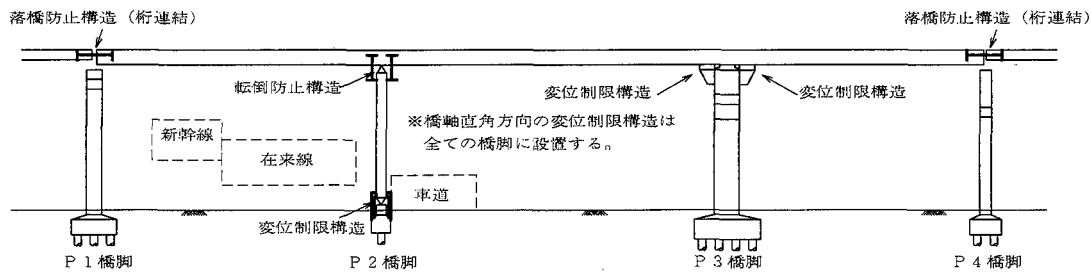 落橋防止構造（桁連結）
落橋防止構造（桁連結）
転倒防止構造
変位制限構造
変位制限構造
※橋軸直角方向の変位制限構造は
全ての橋脚に設置する。
新幹線
在来線
車道
変位制限構造
Ｐ１橋脚
Ｐ２橋脚
Ｐ３橋脚
Ｐ４橋脚